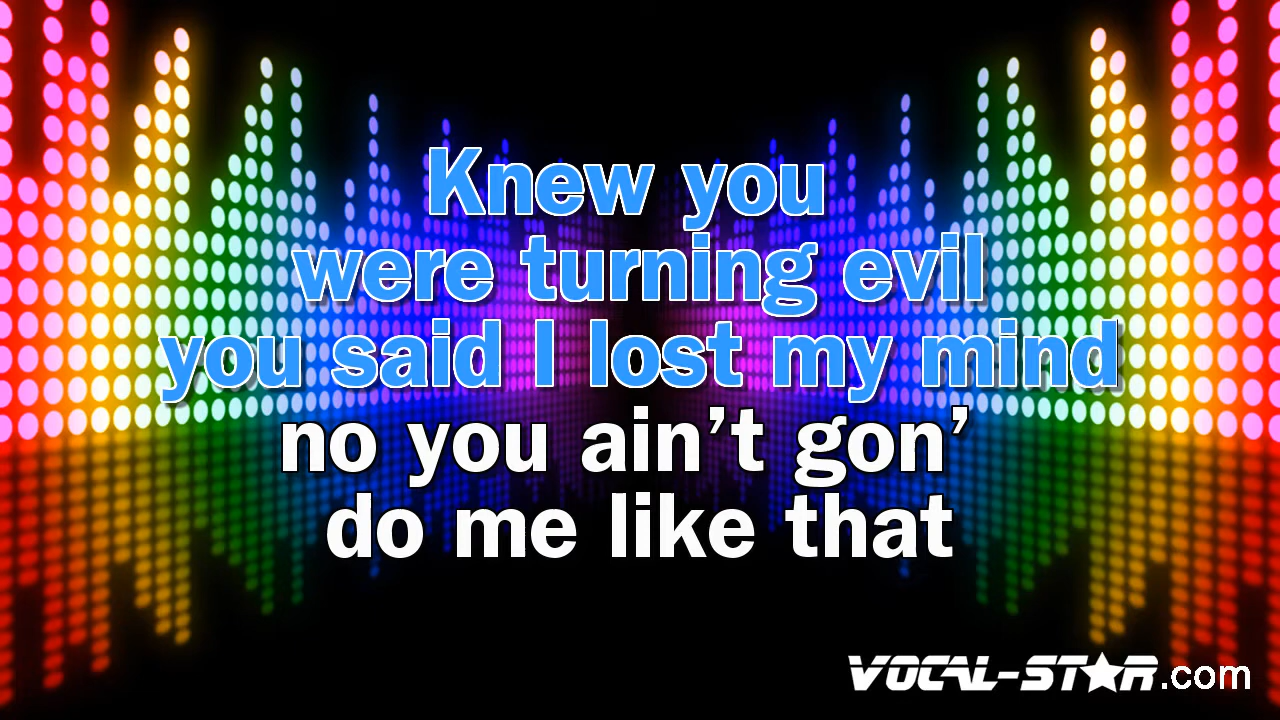 Knew you
were turning evil
you said I lost my mind
no you ain’t gon’
do me like that
VOCAL-STAR.com